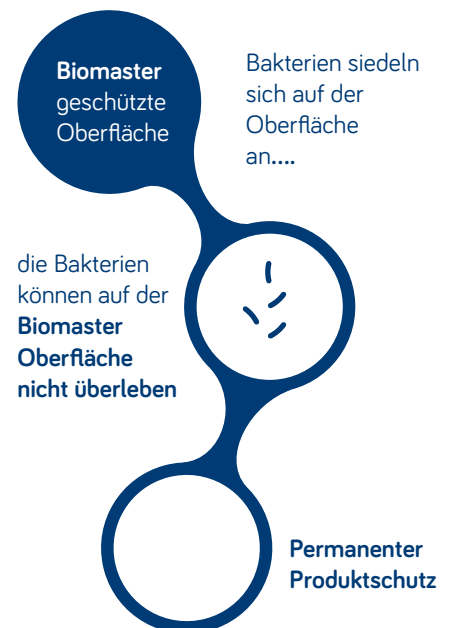 Biomaster
geschützte
Oberfläche
Bakterien siedeln
sich auf der
Oberfläche
an....
die Bakterien
können auf der
Biomaster
Oberfläche
nicht überleben
Permanenter
Produktschutz